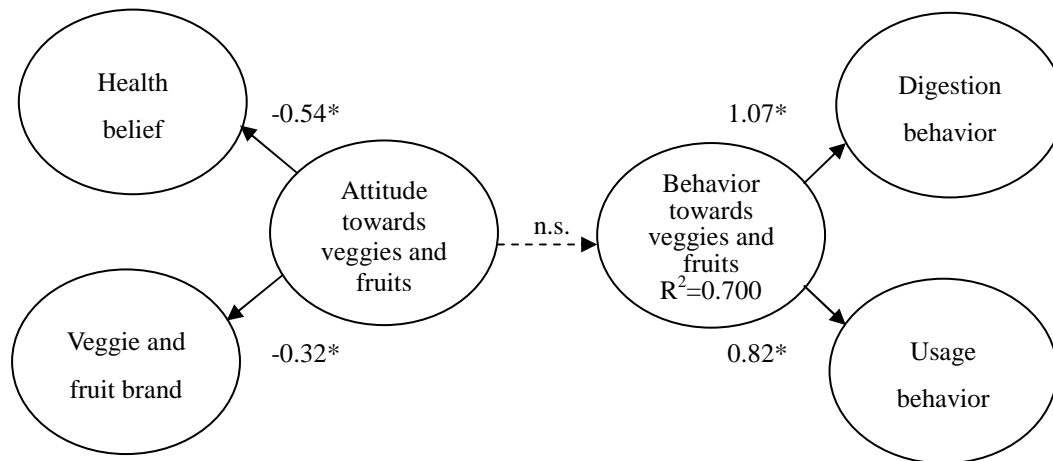 Health
belief
-0.54*
Attitude
towards
veggies and
fruits
Veggie and
fruit brand
-0.32*
n.s.
Behavior
towards
veggies and
fruits
R²=0.700
1.07*
Digestion
behavior
0.82*
Usage
behavior